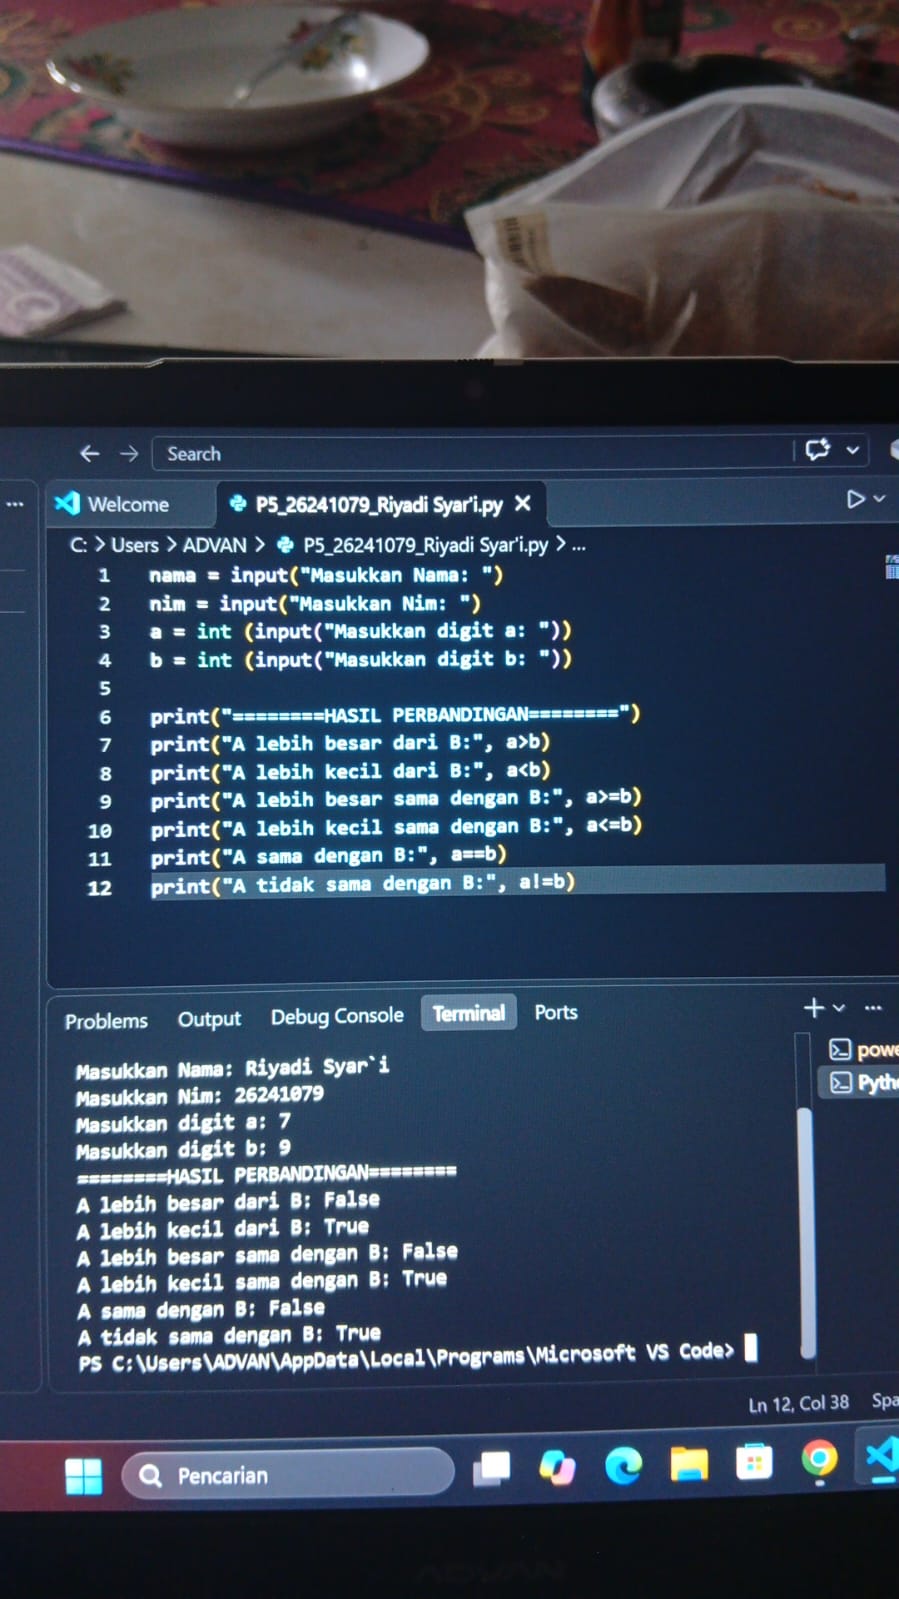 Search
Welcome
P5_26241079_Riyadi Syar'i.py
C: > Users > ADVAN > P5_26241079_Riyadi Syar'i.py > ...
1 nama = input("Masukkan Nama: ")
2 nim = input("Masukkan Nim: ")
3 a = int (input("Masukkan digit a: "))
4 b = int (input("Masukkan digit b: "))
5
6 print("========HASIL PERBANDINGAN========")
7 print("A lebih besar dari B:", a>b)
8 print("A lebih kecil dari B:", a<b)
9 print("A lebih besar sama dengan B:", a>=b)
10 print("A lebih kecil sama dengan B:", a<=b)
11 print("A sama dengan B:", a==b)
12 print("A tidak sama dengan B:", a!=b)
Problems Output Debug Console Terminal Ports
Masukkan Nama: Riyadi Syar`i
Masukkan Nim: 26241079
Masukkan digit a: 7
Masukkan digit b: 9
========HASIL PERBANDINGAN========
A lebih besar dari B: False
A lebih kecil dari B: True
A lebih besar sama dengan B: False
A lebih kecil sama dengan B: True
A sama dengan B: False
A tidak sama dengan B: True
PS C:\Users\ADVAN\AppData\Local\Programs\Microsoft VS Code>
powe
Pytho
Ln 12, Col 38 Spa
Pencarian
ADVAN